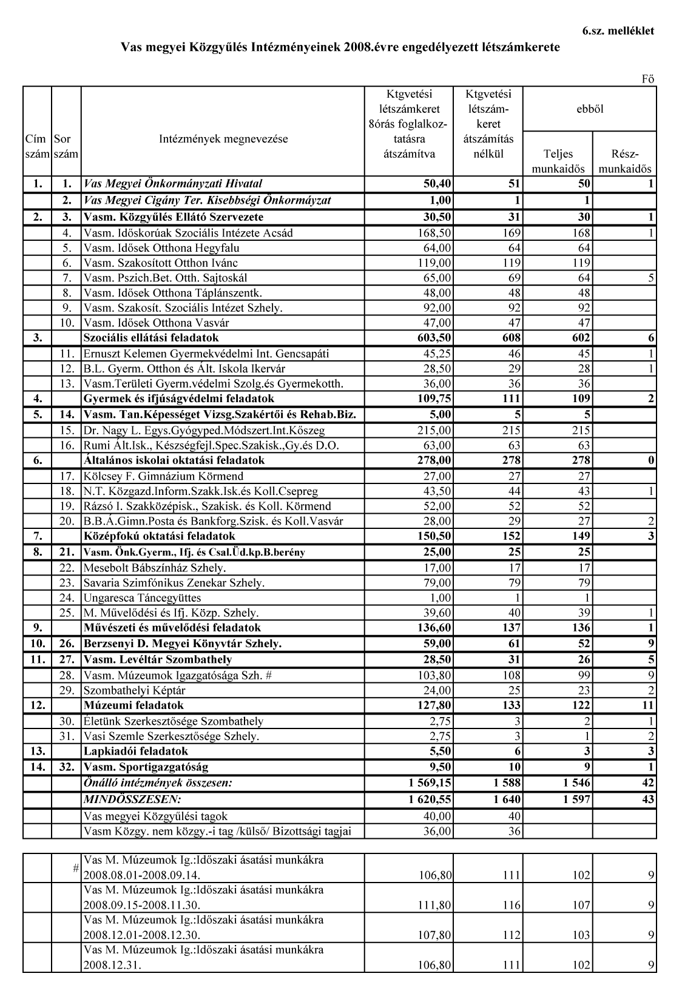 6.sz. melléklet
Vas megyei Közgyűlés Intézményeinek 2008.évre engedélyezett létszámkerete
Fő
Cím szám | Sor szám | Intézmények megnevezése | Ktgvetési létszámkeret 8órás foglalkoz- tatásra átszámítva | Ktgvetési létszám- keret átszámítás nélkül | ebből
Teljes munkaidős | Rész- munkaidős
1. 1. Vas Megyei Önkormányzati Hivatal 50,40 51 50 1
2. Vas Megyei Cigány Ter. Kisebbségi Önkormáyzat 1,00 1 1
2. 3. Vasm. Közgyűlés Ellátó Szervezete 30,50 31 30 1
4. Vasm. Időskorúak Szociális Intézete Acsád 168,50 169 168 1
5. Vasm. Idősek Otthona Hegyfalu 64,00 64 64
6. Vasm. Szakosított Otthon Ivánc 119,00 119 119
7. Vasm. Pszich.Bet. Otth. Sajtoskál 65,00 69 64 5
8. Vasm. Idősek Otthona Táplánszentk. 48,00 48 48
9. Vasm. Szakosít. Szociális Intézet Szhely. 92,00 92 92
10. Vasm. Idősek Otthona Vasvár 47,00 47 47
3. Szociális ellátási feladatok 603,50 608 602 6
11. Ernuszt Kelemen Gyermekvédelmi Int. Gencsapáti 45,25 46 45 1
12. B.L. Gyerm. Otthon és Ált. Iskola Ikervár 28,50 29 28 1
13. Vasm.Területi Gyerm.védelmi Szolg.és Gyermekotth. 36,00 36 36
4. Gyermek és ifjúságvédelmi feladatok 109,75 111 109 2
5. 14. Vasm. Tan.Képességet Vizsg.Szakértői és Rehab.Biz. 5,00 5 5
15. Dr. Nagy L. Egys.Gyógyped.Módszert.Int.Kőszeg 215,00 215 215
16. Rumi Ált.Isk., Készségfejl.Spec.Szakisk.,Gy.és D.O. 63,00 63 63
6. Általános iskolai oktatási feladatok 278,00 278 278 0
17. Kölcsey F. Gimnázium Körmend 27,00 27 27
18. N.T. Közgazd.Inform.Szakk.Isk.és Koll.Csepreg 43,50 44 43 1
19. Rázsó I. Szakközépisk., Szakisk. és Koll. Körmend 52,00 52 52
20. B.B.Á.Gimn.Posta és Bankforg.Szisk. és Koll.Vasvár 28,00 29 27 2
7. Középfokú oktatási feladatok 150,50 152 149 3
8. 21. Vasm. Önk.Gyerm., Ifj. és Csal.Üd.kp.B.berény 25,00 25 25
22. Mesebolt Bábszínház Szhely. 17,00 17 17
23. Savaria Szimfónikus Zenekar Szhely. 79,00 79 79
24. Ungaresca Táncegyüttes 1,00 1 1
25. M. Művelődési és Ifj. Közp. Szhely. 39,60 40 39 1
9. Művészeti és művelődési feladatok 136,60 137 136 1
10. 26. Berzsenyi D. Megyei Könyvtár Szhely. 59,00 61 52 9
11. 27. Vasm. Levéltár Szombathely 28,50 31 26 5
28. Vasm. Múzeumok Igazgatósága Szh. # 103,80 108 99 9
29. Szombathelyi Képtár 24,00 25 23 2
12. Múzeumi feladatok 127,80 133 122 11
30. Életünk Szerkesztősége Szombathely 2,75 3 2 1
31. Vasi Szemle Szerkesztősége Szhely. 2,75 3 1 2
13. Lapkiadói feladatok 5,50 6 3 3
14. 32. Vasm. Sportigazgatóság 9,50 10 9 1
Önálló intézmények összesen: 1 569,15 1 588 1 546 42
MINDÖSSZESEN: 1 620,55 1 640 1 597 43
Vas megyei Közgyűlési tagok 40,00 40
Vasm Közgy. nem közgy.-i tag /külső/ Bizottsági tagjai 36,00 36
# Vas M. Múzeumok Ig.:Időszaki ásatási munkákra
2008.08.01-2008.09.14. 106,80 111 102 9
Vas M. Múzeumok Ig.:Időszaki ásatási munkákra
2008.09.15-2008.11.30. 111,80 116 107 9
Vas M. Múzeumok Ig.:Időszaki ásatási munkákra
2008.12.01-2008.12.30. 107,80 112 103 9
Vas M. Múzeumok Ig.:Időszaki ásatási munkákra
2008.12.31. 106,80 111 102 9